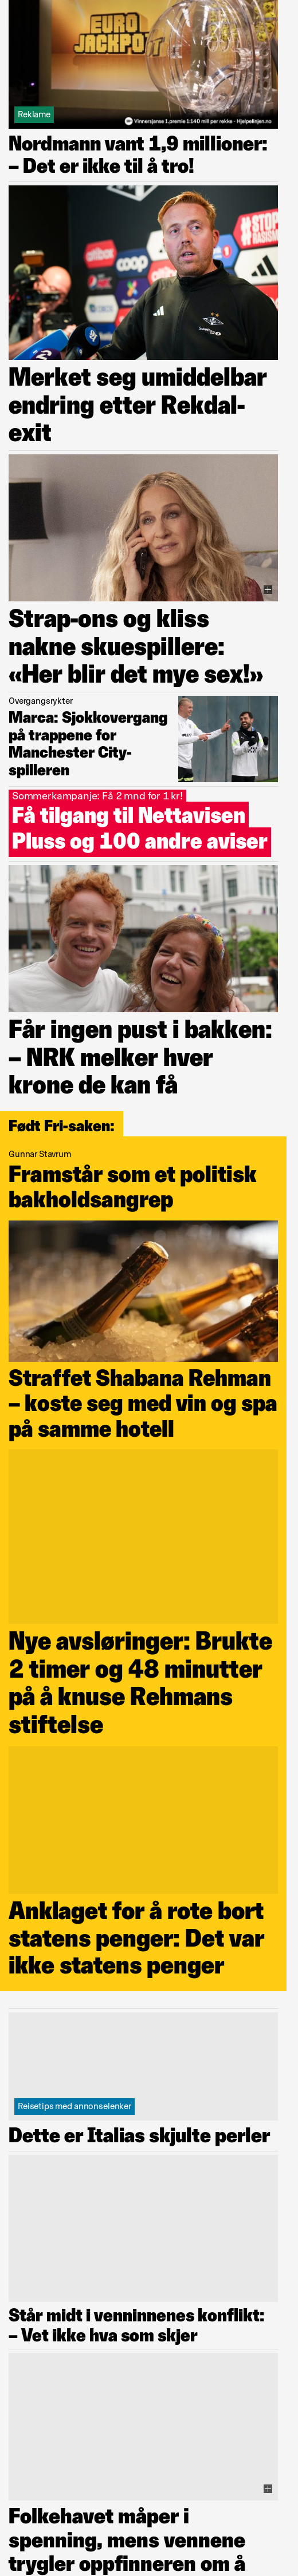 EURO
JACKPOT
Reklame
Vinnersjanse 1.premie 1:140 mill per rekke - Hjelpelinjen.no
Nordmann vant 1,9 millioner:
– Det er ikke til å tro!
#STOP
coop
Merket seg umiddelbar
endring etter Rekdal-
exit
Strap-ons og kliss
nakne skuespillere:
«Her blir det mye sex!»
Overgangsrykter
Marca: Sjokkovergang
på trappene for
Manchester City-
spilleren
Sommerkampanje: Få 2 mnd for 1 kr!
Få tilgang til Nettavisen
Pluss og 100 andre aviser
Får ingen pust i bakken:
– NRK melker hver
krone de kan få
Født Fri-saken:
Gunnar Stavrum
Framstår som et politisk
bakholdsangrep
Straffet Shabana Rehman
– koste seg med vin og spa
på samme hotell
Nye avsløringer: Brukte
2 timer og 48 minutter
på å knuse Rehmans
stiftelse
Anklaget for å rote bort
statens penger: Det var
ikke statens penger
Reisetips med annonselenker
Dette er Italias skjulte perler
Står midt i venninnenes konflikt:
– Vet ikke hva som skjer
Folkehavet måper i
spenning, mens vennene
trygler oppfinneren om å